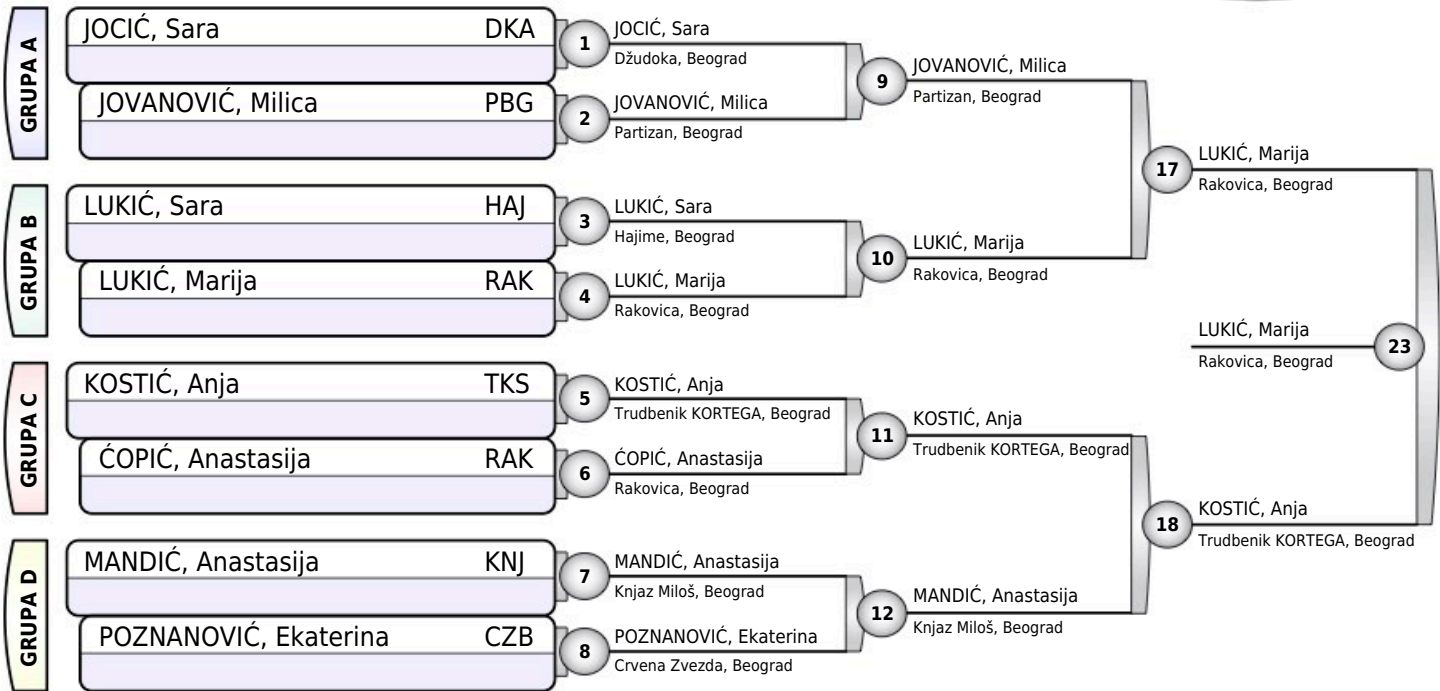 GRUPA A
JOCIĆ, Sara DKA
JOVANOVIĆ, Milica PBG
GRUPA B
LUKIĆ, Sara HAJ
LUKIĆ, Marija RAK
GRUPA C
KOSTIĆ, Anja TKS
ĆOPIĆ, Anastasija RAK
GRUPA D
MANDIĆ, Anastasija KNJ
POZNANOVIĆ, Ekaterina CZB
1
JOCIĆ, Sara
Džudoka, Beograd
2
JOVANOVIĆ, Milica
Partizan, Beograd
3
LUKIĆ, Sara
Hajime, Beograd
4
LUKIĆ, Marija
Rakovica, Beograd
5
KOSTIĆ, Anja
Trudbenik KORTEGA, Beograd
6
ĆOPIĆ, Anastasija
Rakovica, Beograd
7
MANDIĆ, Anastasija
Knjaz Miloš, Beograd
8
POZNANOVIĆ, Ekaterina
Crvena Zvezda, Beograd
9
JOVANOVIĆ, Milica
Partizan, Beograd
10
LUKIĆ, Marija
Rakovica, Beograd
11
KOSTIĆ, Anja
Trudbenik KORTEGA, Beograd
12
MANDIĆ, Anastasija
Knjaz Miloš, Beograd
17
LUKIĆ, Marija
Rakovica, Beograd
18
KOSTIĆ, Anja
Trudbenik KORTEGA, Beograd
LUKIĆ, Marija
Rakovica, Beograd
23